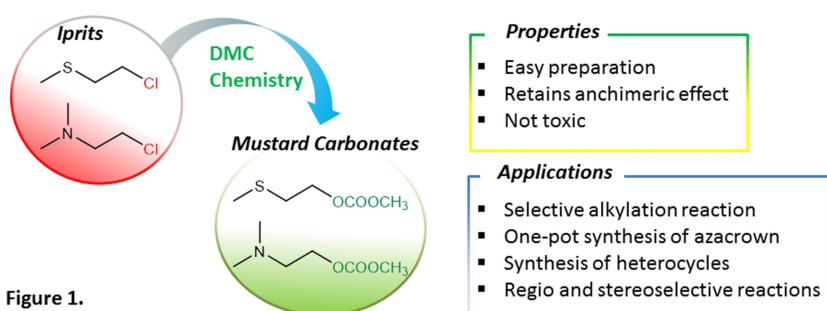 Iprits
S
Cl
N
Cl
DMC
Chemistry
Mustard Carbonates
S
OCOOCH3
N
OCOOCH3
Figure 1.
Properties
▪ Easy preparation
▪ Retains anchimeric effect
▪ Not toxic
Applications
▪ Selective alkylation reaction
▪ One-pot synthesis of azacrown
▪ Synthesis of heterocycles
▪ Regio and stereoselective reactions